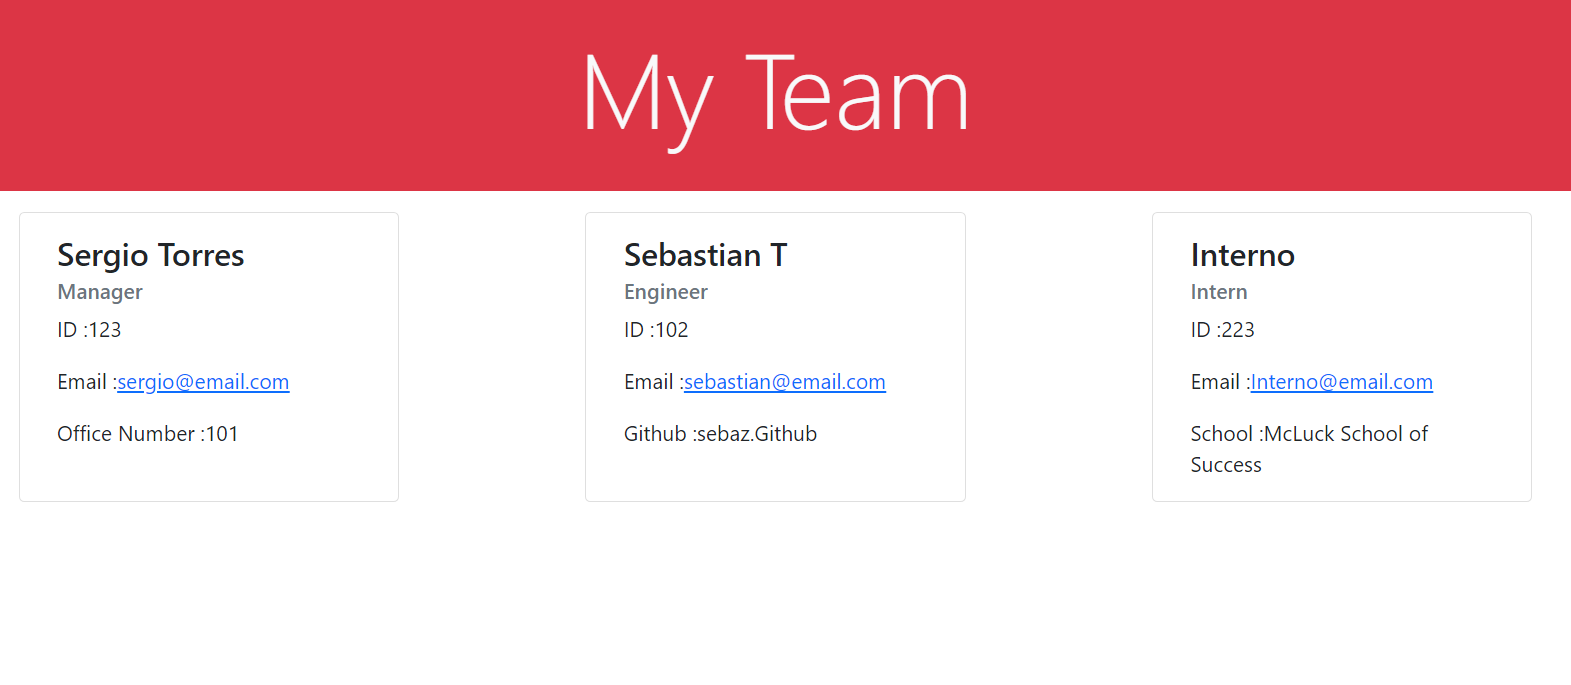 My Team
Sergio Torres
Manager
ID :123
Email :sergio@email.com
Office Number :101
Sebastian T
Engineer
ID :102
Email :sebastian@email.com
Github :sebaz.Github
Interno
Intern
ID :223
Email :Interno@email.com
School :McLuck School of
Success